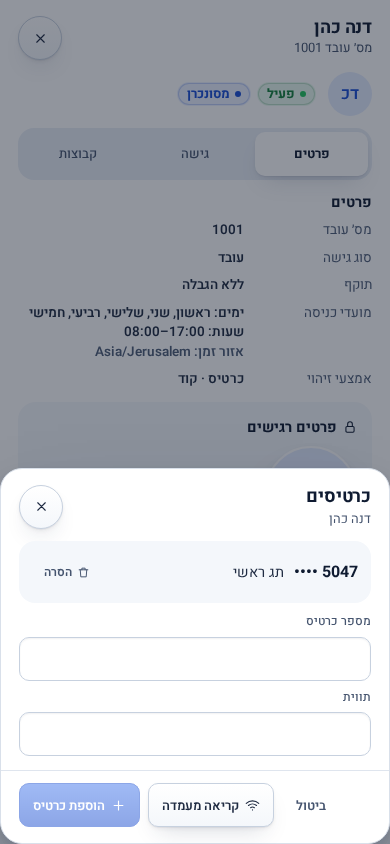 דנה כהן
מס׳ עובד 1001
דכ
פעיל
מסונכרן
פרטים
גישה
קבוצות
פרטים
מס׳ עובד
1001
סוג גישה
עובד
תוקף
ללא הגבלה
מועדי כניסה
ימים: ראשון, שני, שלישי, רביעי, חמישי
שעות: 08:00–17:00
אזור זמן: Asia/Jerusalem
אמצעי זיהוי
כרטיס · קוד
פרטים רגישים
כרטיסים
דנה כהן
•••• 5047
תג ראשי
הסרה
מספר כרטיס
תווית
ביטול
קריאה מעמדה
הוספת כרטיס